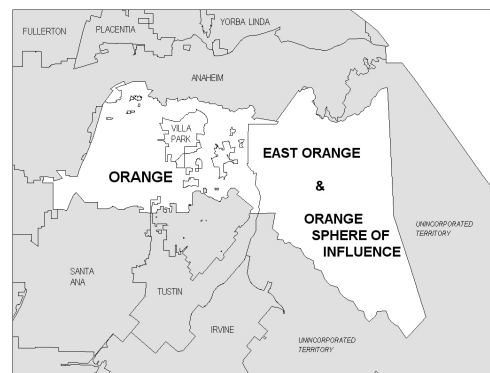 YORBA LINDA
PLACENTIA
FULLERTON
ANAHEIM
VILLA
PARK
EAST ORANGE
ORANGE
&
ORANGE
SPHERE OF
INFLUENCE
UNINCORPORATED
TERRITORY
SANTA
ANA
TUSTIN
IRVINE
UNINCORPORATED
TERRITORY